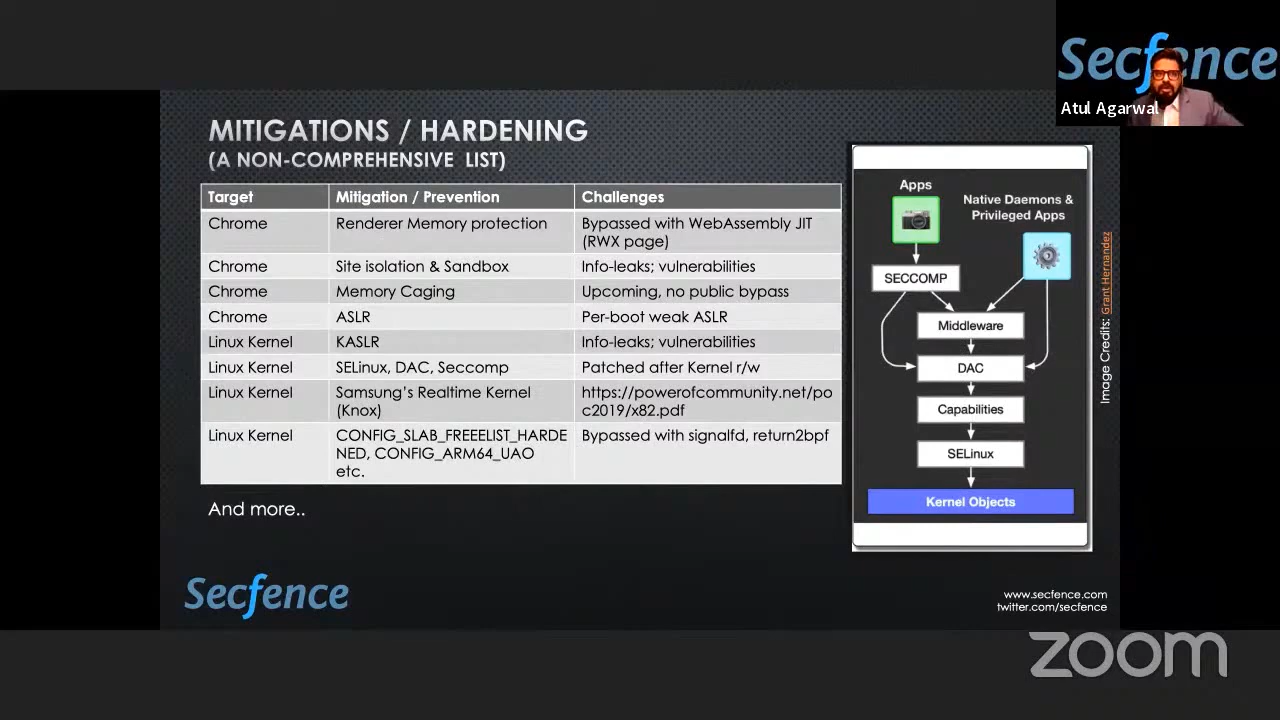 Secfence
Atul Agarwal
MITIGATIONS / HARDENING
(A NON-COMPREHENSIVE LIST)
Target Mitigation / Prevention Challenges
Chrome Renderer Memory protection Bypassed with WebAssembly JIT
(RWX page)
Chrome Site isolation & Sandbox Info-leaks; vulnerabilities
Chrome Memory Caging Upcoming, no public bypass
Chrome ASLR Per-boot weak ASLR
Linux Kernel KASLR Info-leaks; vulnerabilities
Linux Kernel SELinux, DAC, Seccomp Patched after Kernel r/w
Linux Kernel Samsung's Realtime Kernel https://powerofcommunity.net/po
(Knox) c2019/x82.pdf
Linux Kernel CONFIG_SLAB_FREEELIST_HARDE Bypassed with signalfd, return2bpf
NED, CONFIG_ARM64_UAO
etc.
And more..
Apps
Native Daemons &
Privileged Apps
SECCOMP
Middleware
DAC
Capabilities
SELinux
Kernel Objects
Image Credits: Grant Hernandez
Secfence
www.secfence.com
twitter.com/secfence
zoom